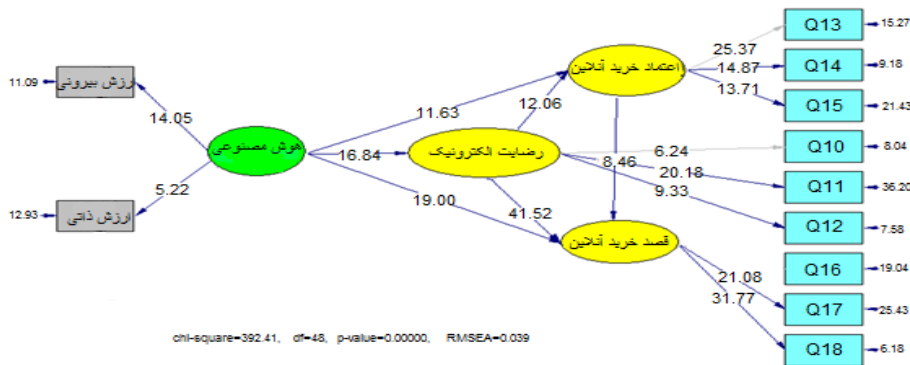 Q13
15.27
25.37
اعتماد خرید آنلاین
14.87
Q14
9.18
11.09
ارزش بیرونی
13.71
Q15
21.43
11.63
12.06
14.05
هوش مصنوعی
16.84
رضایت الکترونیک
8.46
6.24
Q10
8.04
20.18
Q11
36.20
5.22
19.00
41.52
9.33
12.93
ارزش ذاتی
Q12
7.58
قصد خرید آنلاین
Q16
19.04
21.08
Q17
25.43
31.77
Q18
6.18
chi-square=392.41, df=48, p-value=0.00000, RMSEA=0.039